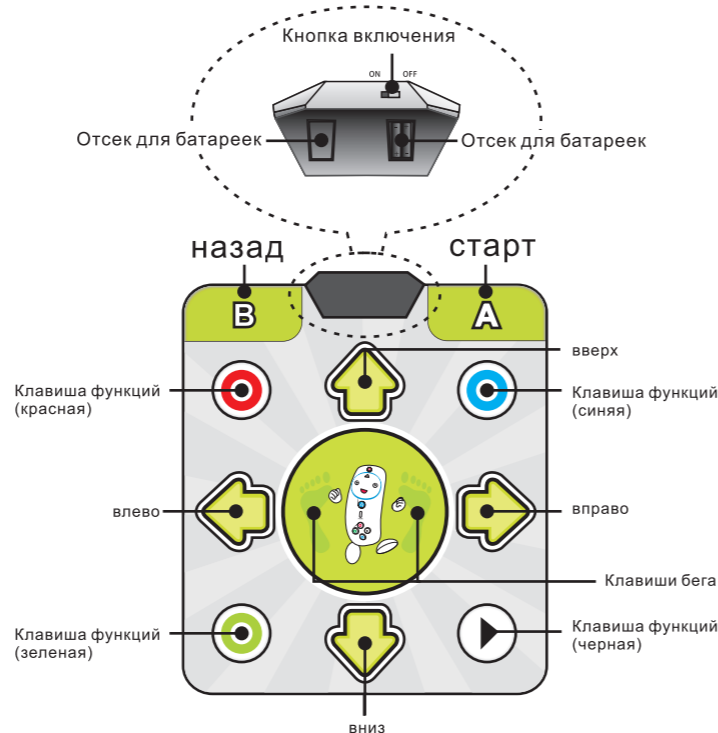 Кнопка включения
ON OFF
Отсек для батареек
Отсек для батареек
назад
старт
B
A
вверх
Клавиша функций
(красная)
Клавиша функций
(синяя)
влево
вправо
Клавиши бега
Клавиша функций
(зеленая)
Клавиша функций
(черная)
вниз